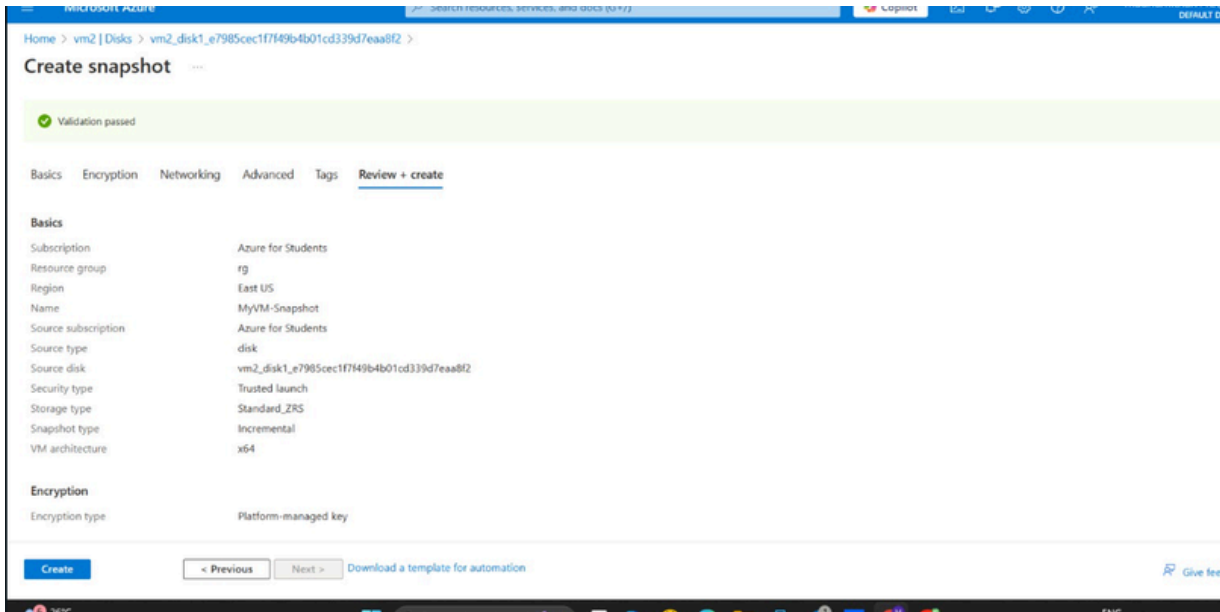 Microsoft Azure
Search resources, services, and docs (G+/)
Copilot
DEFAULT D
Home > vm2 | Disks > vm2_disk1_e7985cec1f7f49b4b01cd339d7eaa8f2 >
Create snapshot ...
Validation passed
Basics Encryption Networking Advanced Tags Review + create
Basics
Subscription Azure for Students
Resource group rg
Region East US
Name MyVM-Snapshot
Source subscription Azure for Students
Source type disk
Source disk vm2_disk1_e7985cec1f7f49b4b01cd339d7eaa8f2
Security type Trusted launch
Storage type Standard_ZRS
Snapshot type Incremental
VM architecture x64
Encryption
Encryption type Platform-managed key
Create < Previous Next > Download a template for automation Give fee
26°C ENG